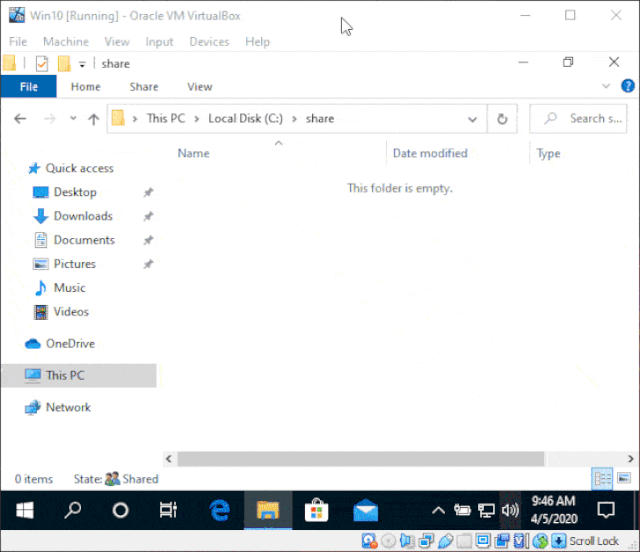 Win10 [Running] - Oracle VM VirtualBox
File Machine View Input Devices Help
share
File Home Share View
This PC > Local Disk (C:) > share
Search s...
Name Date modified Type
This folder is empty.
Quick access
Desktop
Downloads
Documents
Pictures
Music
Videos
OneDrive
This PC
Network
0 items State: Shared
9:46 AM
4/5/2020
Scroll Lock